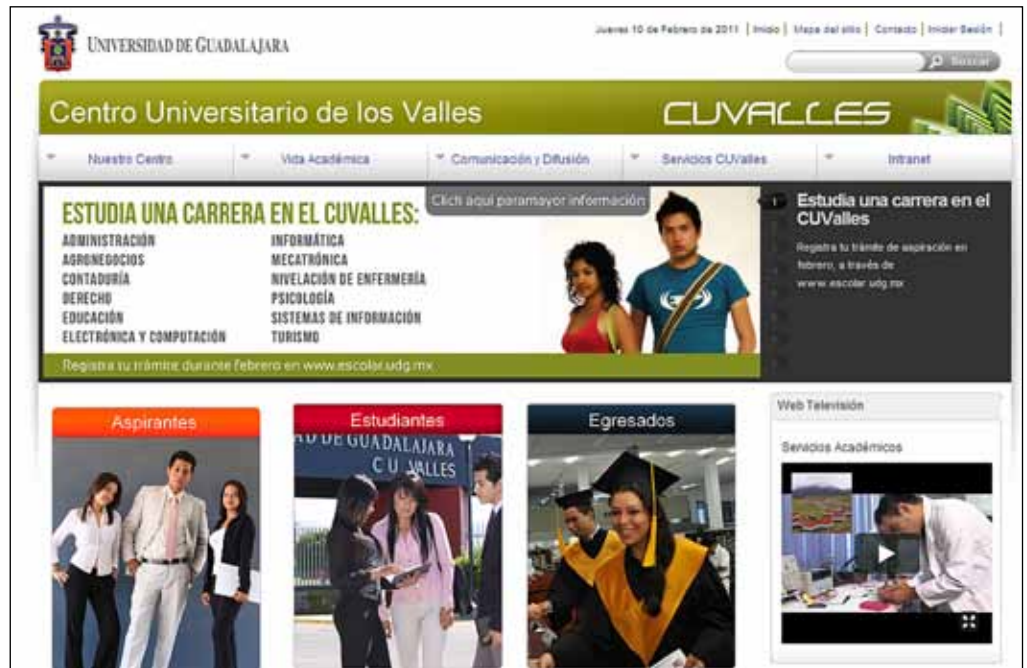 UNIVERSIDAD DE GUADALAJARA
Jueves 10 de Febrero de 2011 | Inicio | Mapa del sitio | Contacto | Iniciar Sesión |
Buscar
Centro Universitario de los Valles
CUVALLES
Nuestro Centro
Vida Académica
Comunicación y Difusión
Servicios CUValles
Intranet
Click aquí paramayor información
ESTUDIA UNA CARRERA EN EL CUVALLES:
ADMINISTRACIÓN
AGRONEGOCIOS
CONTADURÍA
DERECHO
EDUCACIÓN
ELECTRÓNICA Y COMPUTACIÓN
INFORMÁTICA
MECATRÓNICA
NIVELACIÓN DE ENFERMERÍA
PSICOLOGÍA
SISTEMAS DE INFORMACIÓN
TURISMO
Registra tu trámite durante febrero en www.escolar.udg.mx
1
Estudia una carrera en el
CUValles
Registra tu trámite de aspiración en
febrero, a través de
www.escolar.udg.mx
Aspirantes
Estudiantes
AD DE GUADALAJARA
C U VALLES
Egresados
Web Televisión
Servicios Académicos